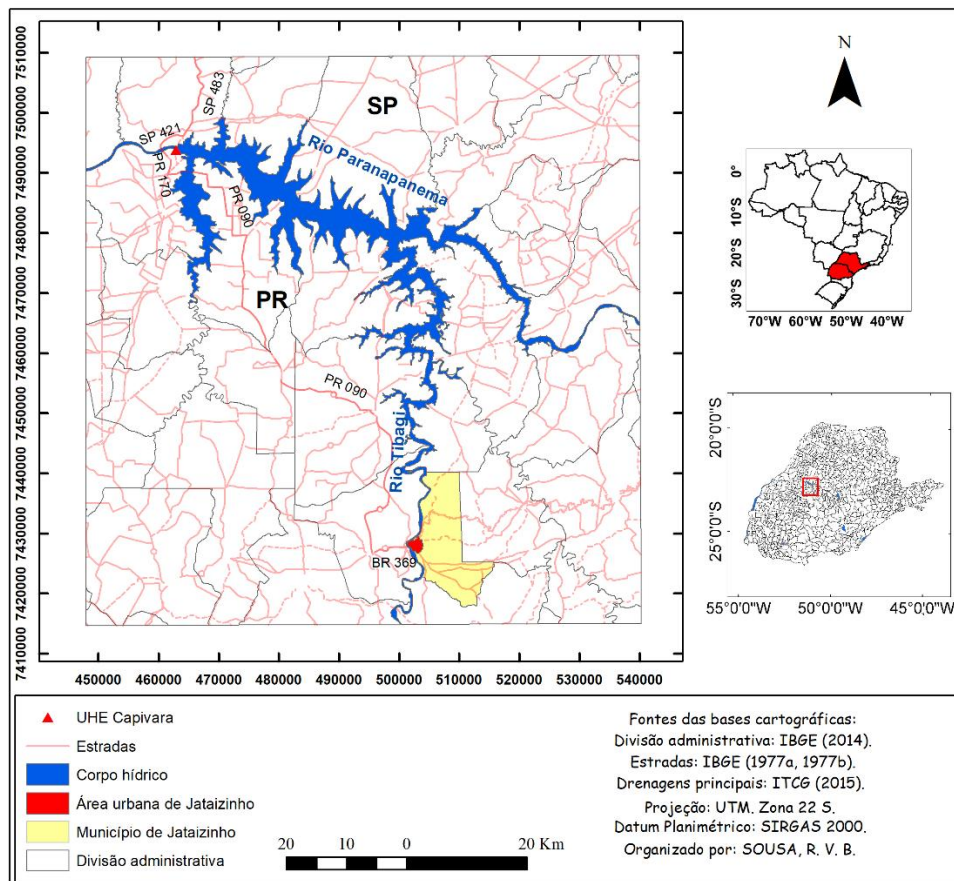 7510000
7500000
7490000
7480000
7470000
7460000
7450000
7440000
7430000
7420000
7410000
450000 460000 470000 480000 490000 500000 510000 520000 530000 540000
SP 483
SP
SP 421
Rio Paranapanema
PR 170
PR 090
PR
PR 090
Rio Tibagi
BR 369
N
0°
10°S
20°S
30°S
70°W 60°W 50°W 40°W
20°0'0"S
25°0'0"S
55°0'0"W 50°0'0"W 45°0'0"W
UHE Capivara
Estradas
Corpo hídrico
Área urbana de Jataizinho
Município de Jataizinho
Divisão administrativa
20 10 0 20 Km
Fontes das bases cartográficas:
Divisão administrativa: IBGE (2014).
Estradas: IBGE (1977a, 1977b).
Drenagens principais: ITCG (2015).
Projeção: UTM. Zona 22 S.
Datum Planimétrico: SIRGAS 2000.
Organizado por: SOUSA, R. V. B.